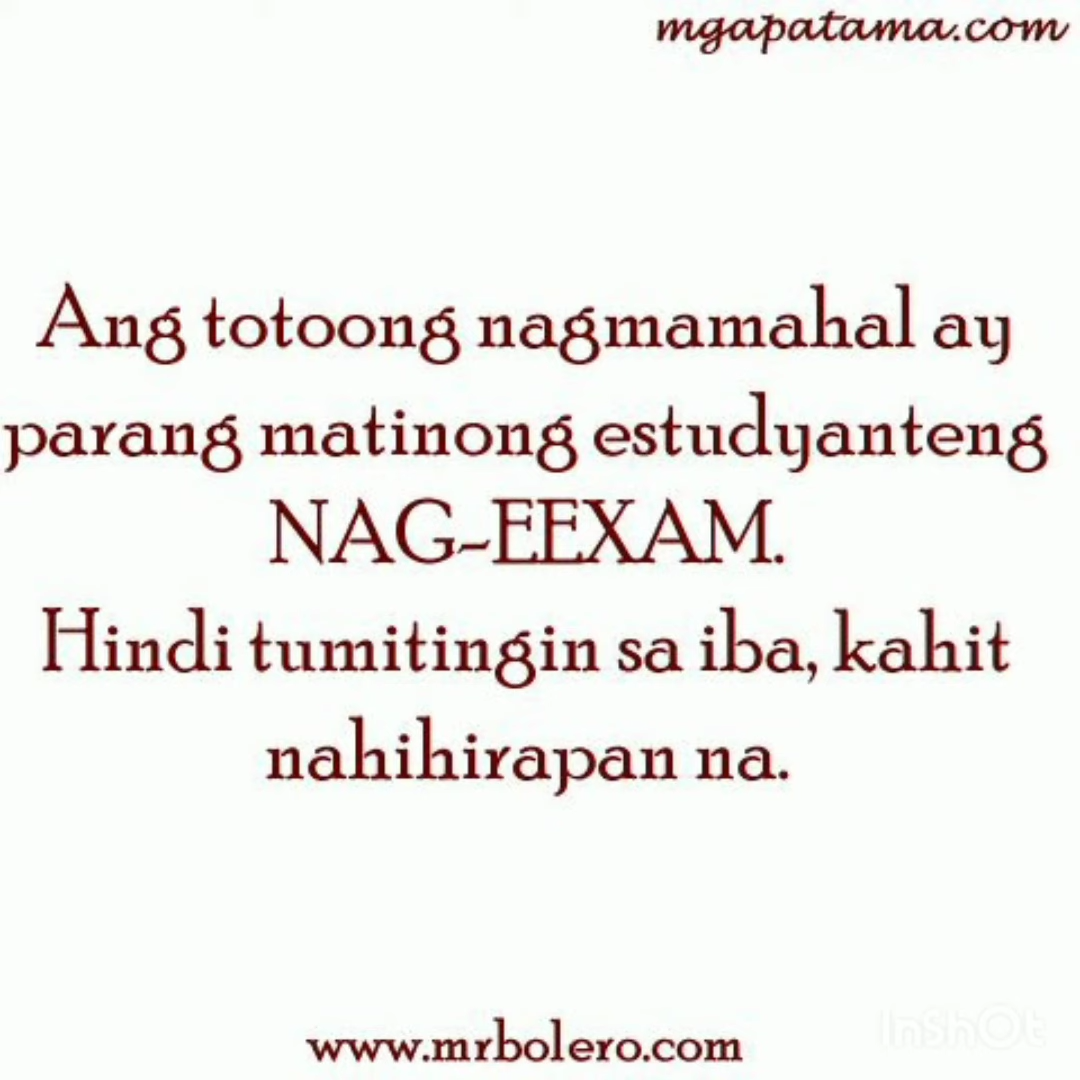 mgapatama.com
Ang totoong nagmamahal ay
parang matinong estudyanteng
NAG-EEXAM.
Hindi tumitingin sa iba, kahit
nahihirapan na.
www.mrbolero.com
InShOt